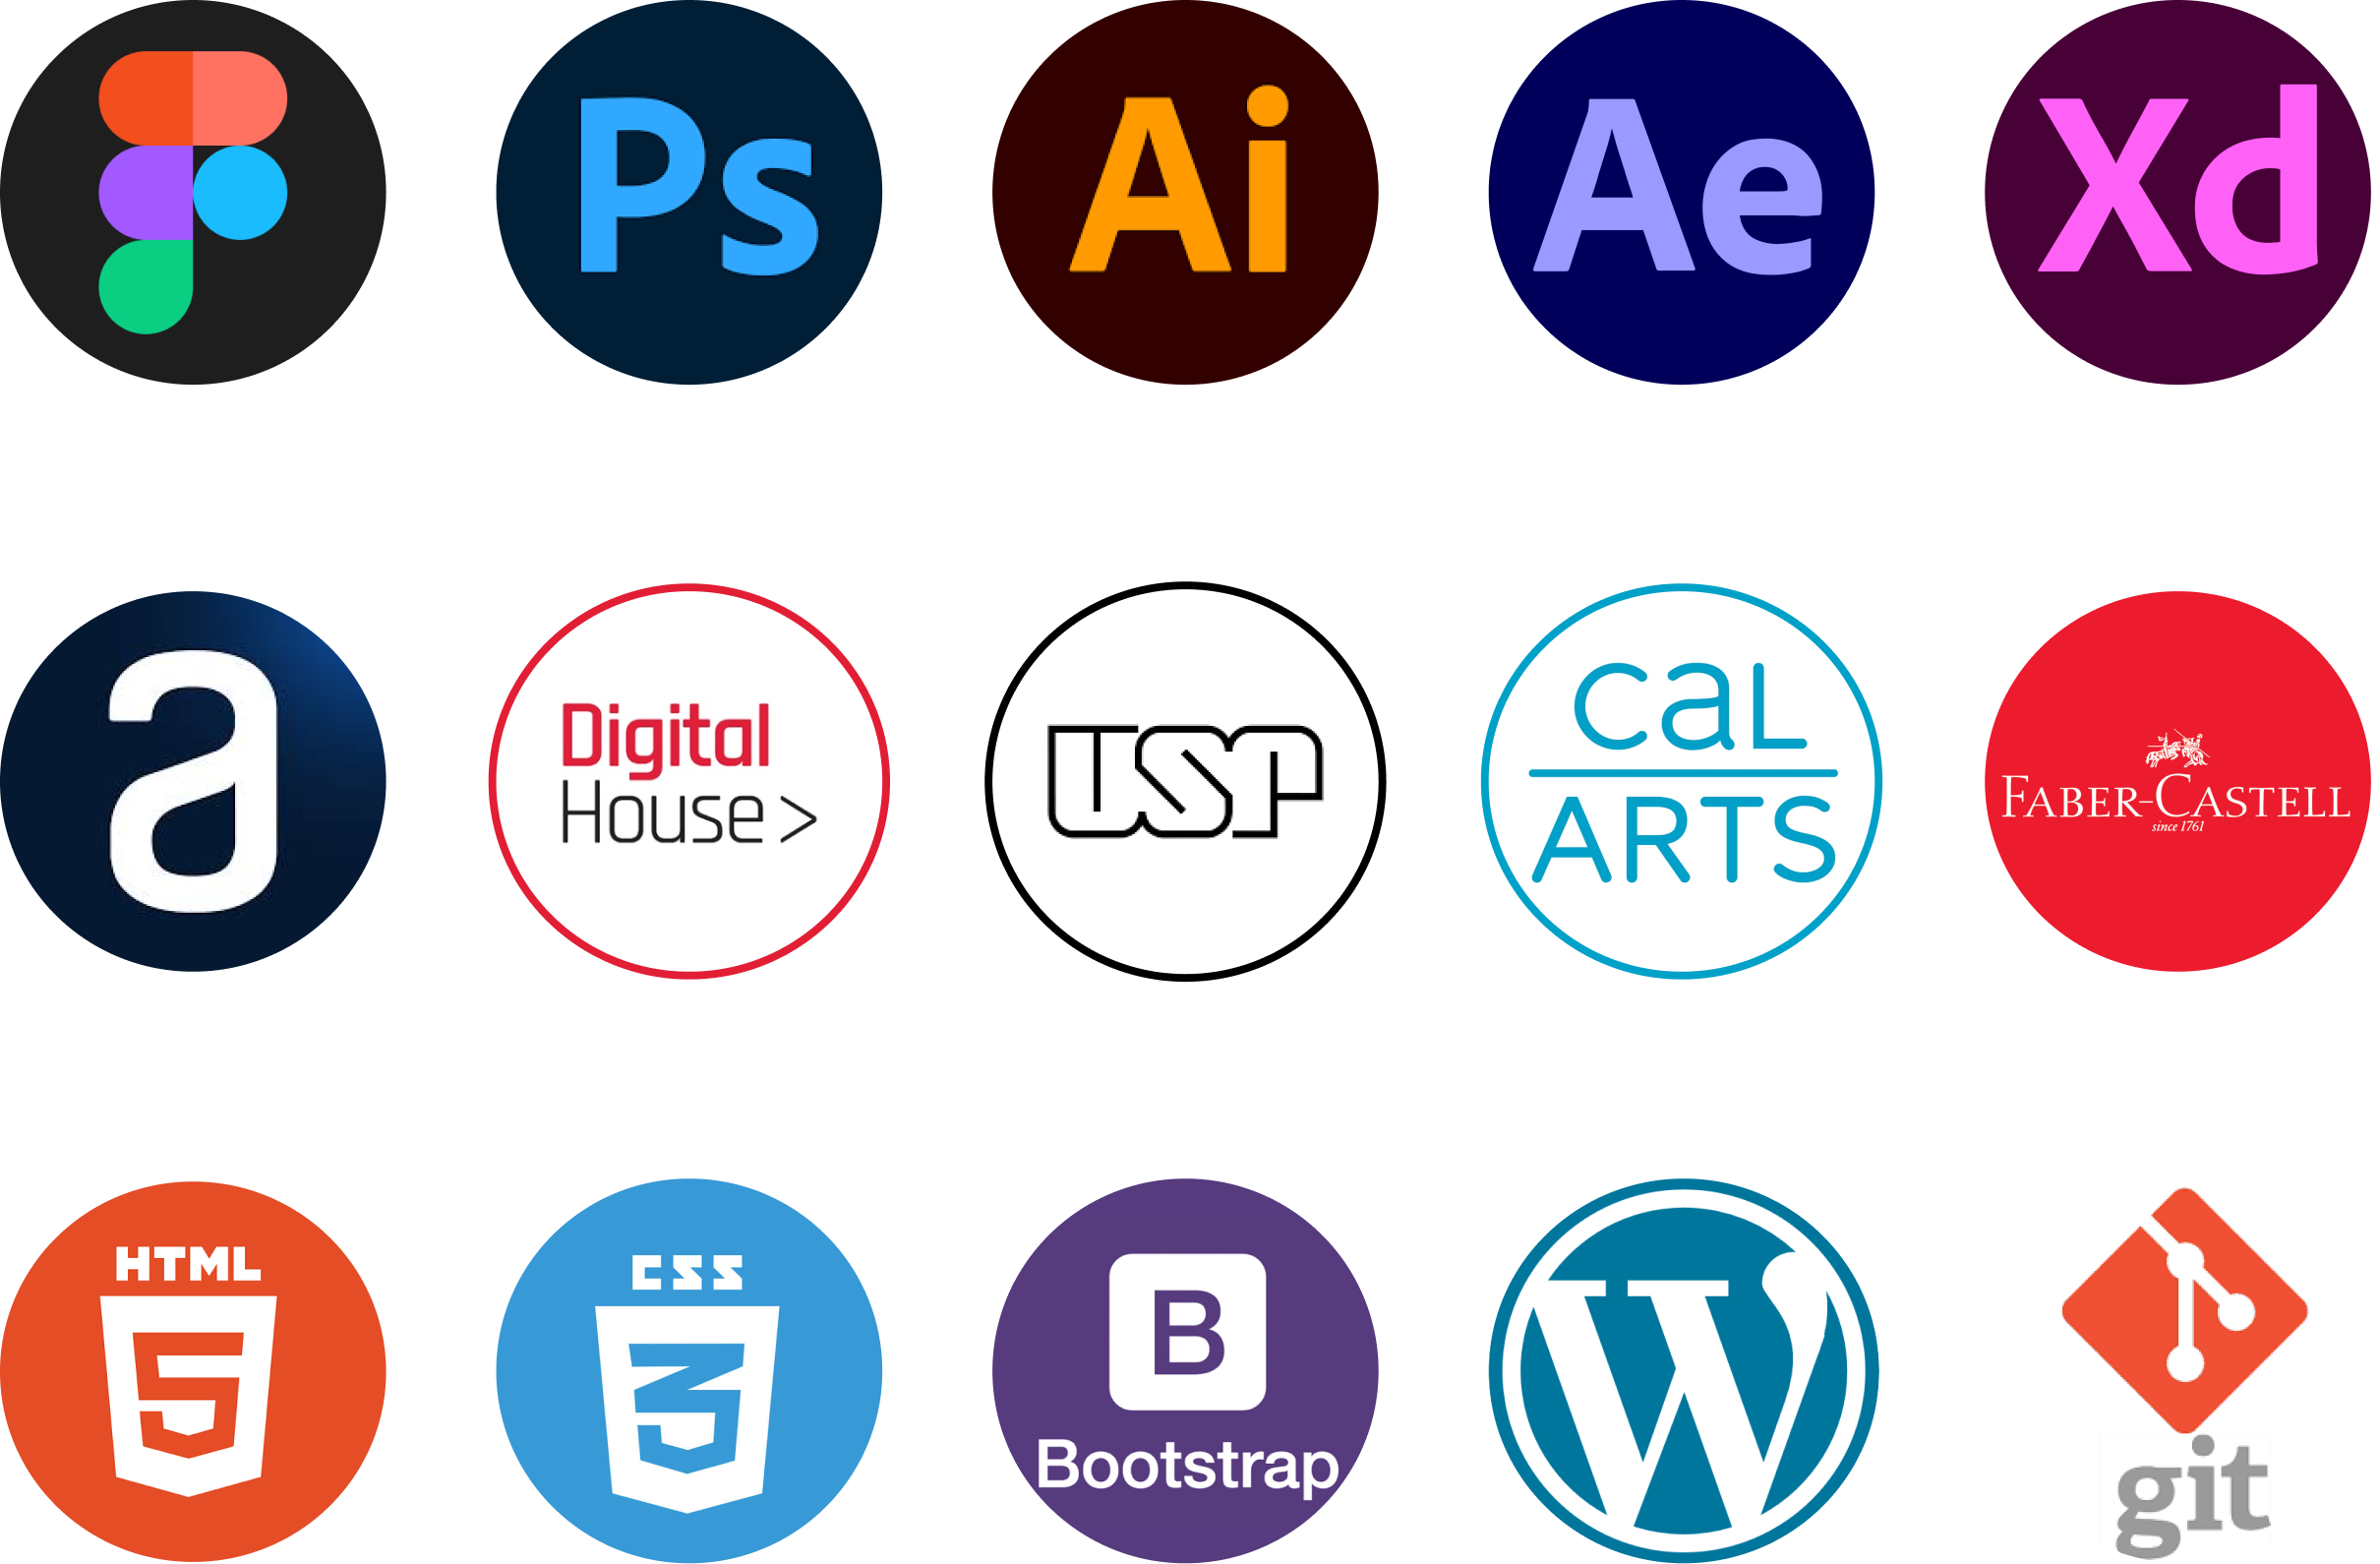 Ps
Ai
Ae
Xd
a
Digital
House>
USP
CAL
ARTS
FABER-CASTELL
since 1761
HTML
5
CSS
3
B
Bootstrap
W
git